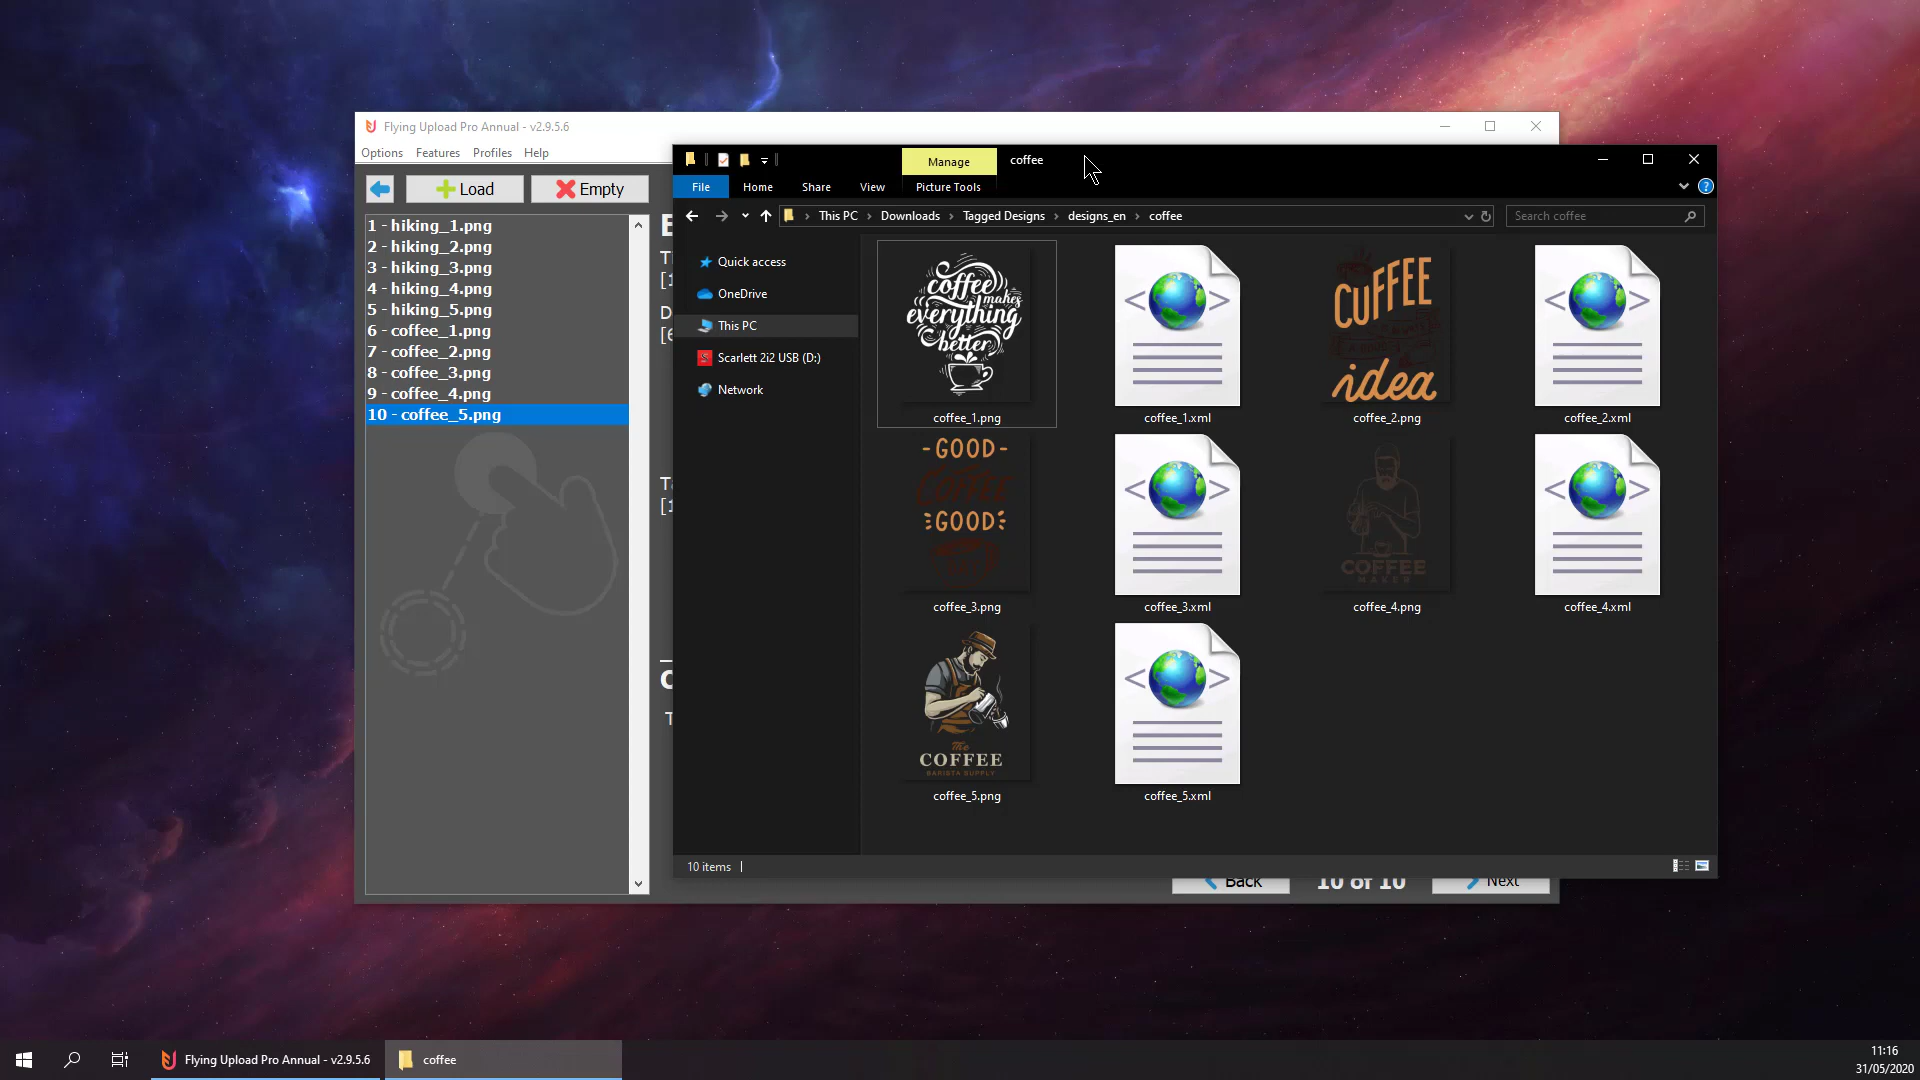 Flying Upload Pro Annual - v2.9.5.6
Options Features Profiles Help
Load Empty
1 - hiking_1.png
2 - hiking_2.png
3 - hiking_3.png
4 - hiking_4.png
5 - hiking_5.png
6 - coffee_1.png
7 - coffee_2.png
8 - coffee_3.png
9 - coffee_4.png
10 - coffee_5.png
Manage coffee
File Home Share View Picture Tools
This PC › Downloads › Tagged Designs › designs_en › coffee
Search coffee
Quick access
OneDrive
This PC
Scarlett 2i2 USB (D:)
Network
coffee
makes
everything
better
CUFFEE
idea
coffee_1.png coffee_1.xml coffee_2.png coffee_2.xml
-GOOD-
COFFEE
GOOD
COFFEE
MAKER
coffee_3.png coffee_3.xml coffee_4.png coffee_4.xml
The
COFFEE
BARISTA SUPPLY
coffee_5.png coffee_5.xml
10 items
Back 10 of 10 Next
Flying Upload Pro Annual - v2.9.5.6 coffee
11:16
31/05/2020